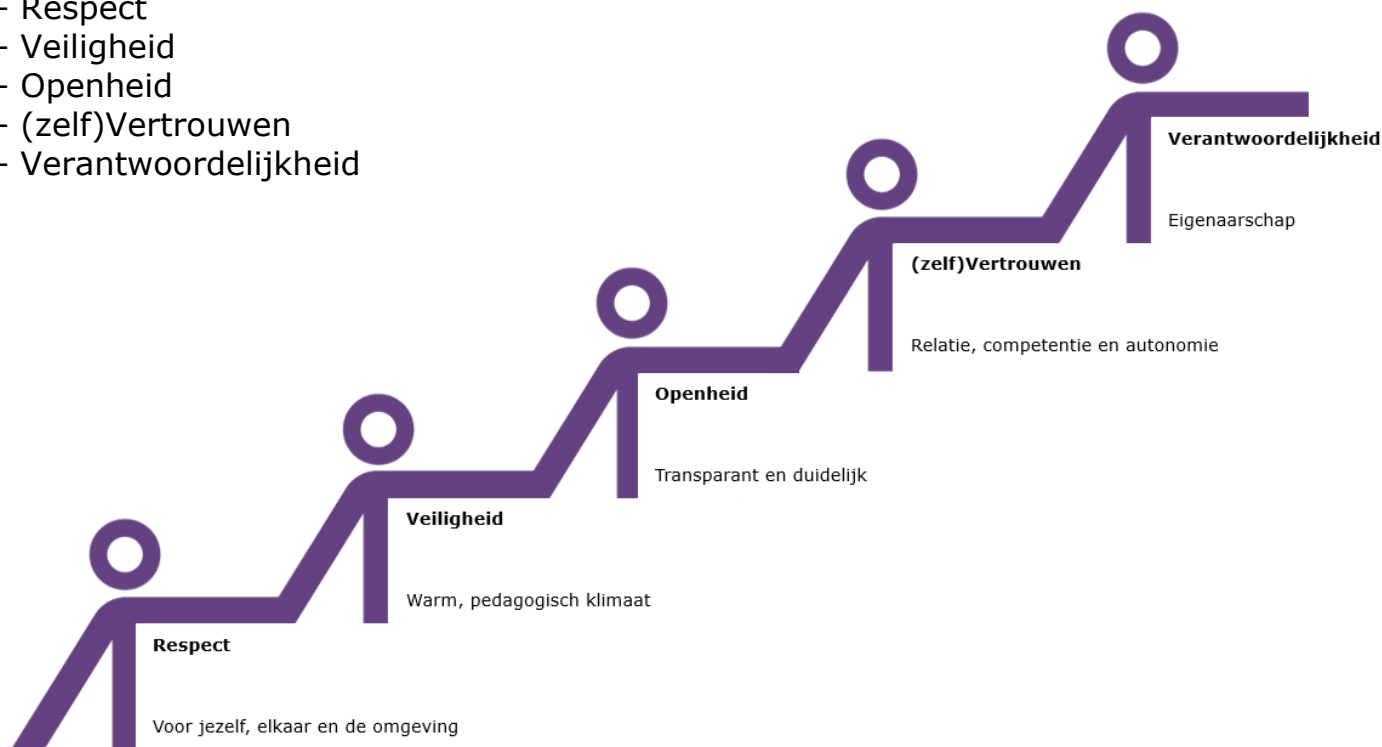 - Respect
- Veiligheid
- Openheid
- (zelf)Vertrouwen
- Verantwoordelijkheid
Verantwoordelijkheid
Eigenaarschap
(zelf)Vertrouwen
Relatie, competentie en autonomie
Openheid
Transparant en duidelijk
Veiligheid
Warm, pedagogisch klimaat
Respect
Voor jezelf, elkaar en de omgeving